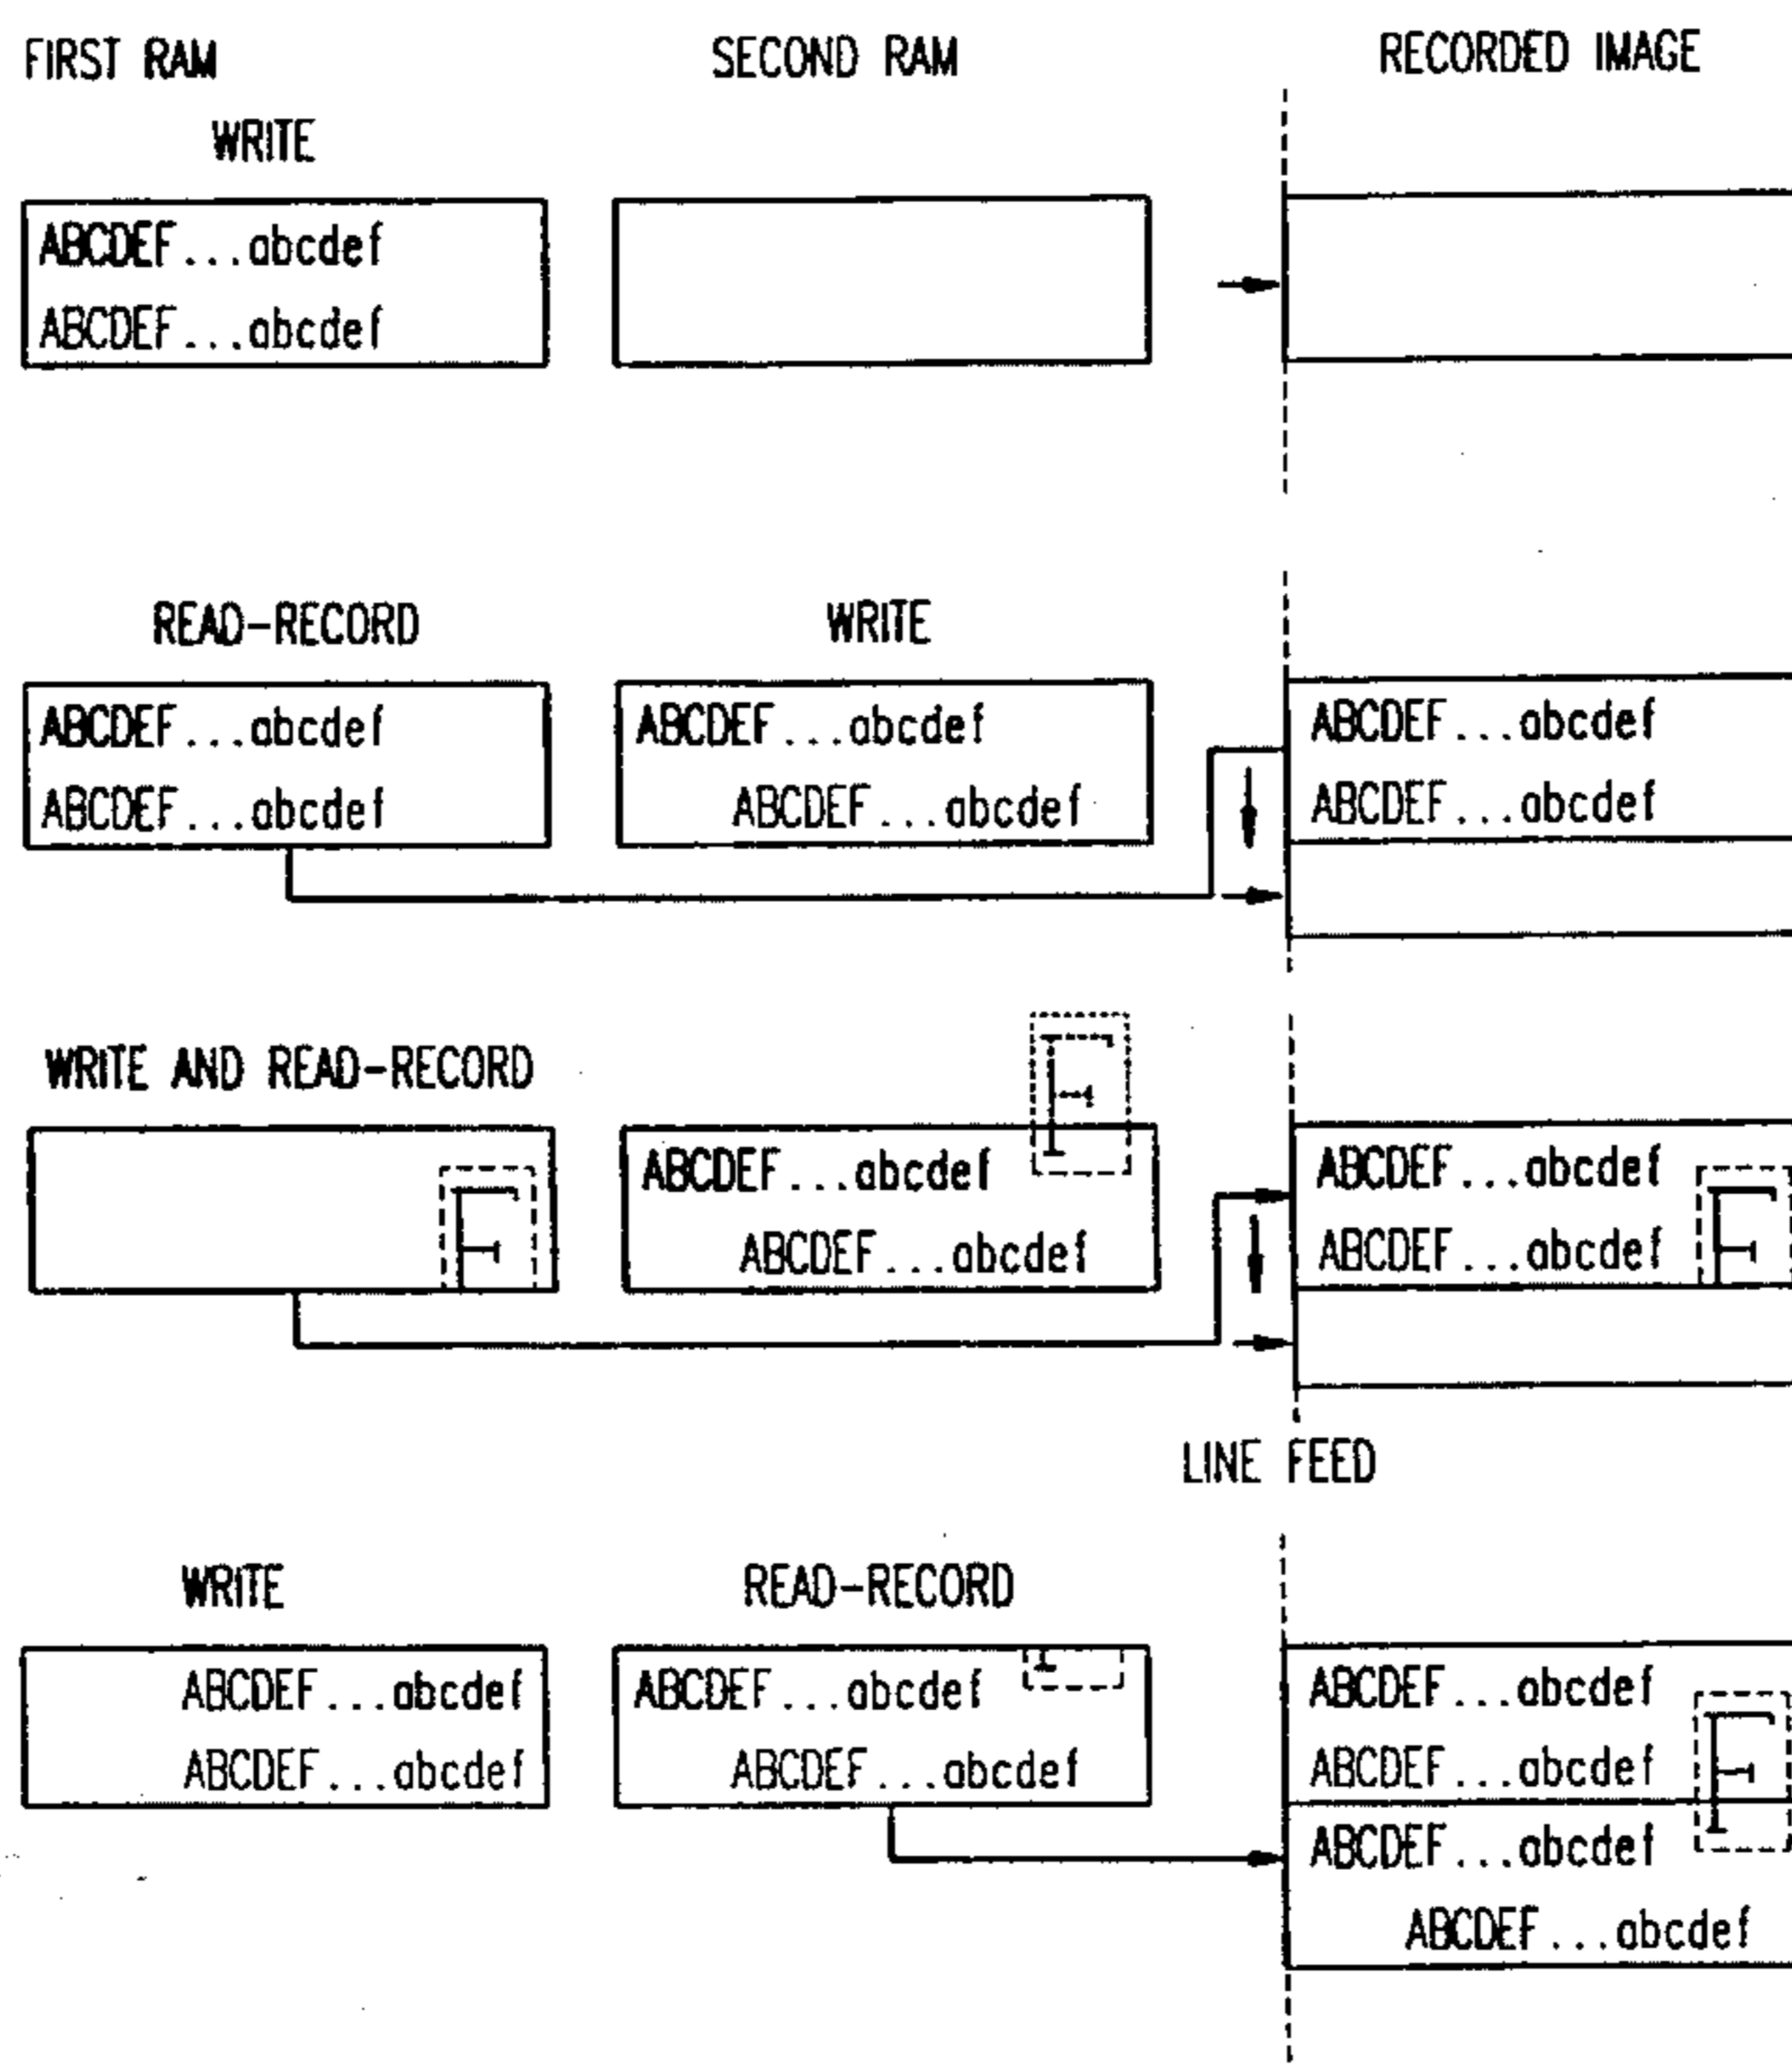 FIRST RAM SECOND RAM RECORDED IMAGE
WRITE
ABCDEF...abcdef
ABCDEF...abcdef
READ-RECORD WRITE
ABCDEF...abcdef ABCDEF...abcdef ABCDEF...abcdef
ABCDEF...abcdef ABCDEF...abcdef ABCDEF...abcdef
WRITE AND READ-RECORD
F
ABCDEF...abcdef ABCDEF...abcdef
F F
ABCDEF...abcdef ABCDEF...abcdef
LINE FEED
WRITE READ-RECORD
ABCDEF...abcdef ABCDEF...abcdef ABCDEF...abcdef
F
ABCDEF...abcdef ABCDEF...abcdef ABCDEF...abcdef
ABCDEF...abcdef
ABCDEF...abcdef